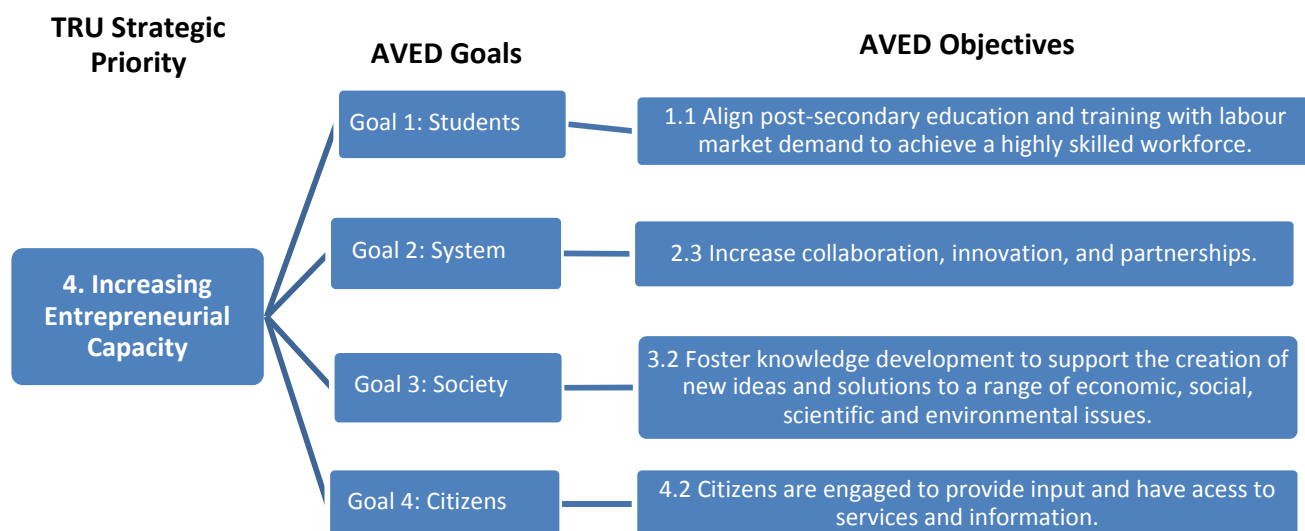 TRU Strategic
Priority
AVED Goals
AVED Objectives
4. Increasing
Entrepreneurial
Capacity
Goal 1: Students
1.1 Align post-secondary education and training with labour
market demand to achieve a highly skilled workforce.
Goal 2: System
2.3 Increase collaboration, innovation, and partnerships.
Goal 3: Society
3.2 Foster knowledge development to support the creation of
new ideas and solutions to a range of economic, social,
scientific and environmental issues.
Goal 4: Citizens
4.2 Citizens are engaged to provide input and have acess to
services and information.